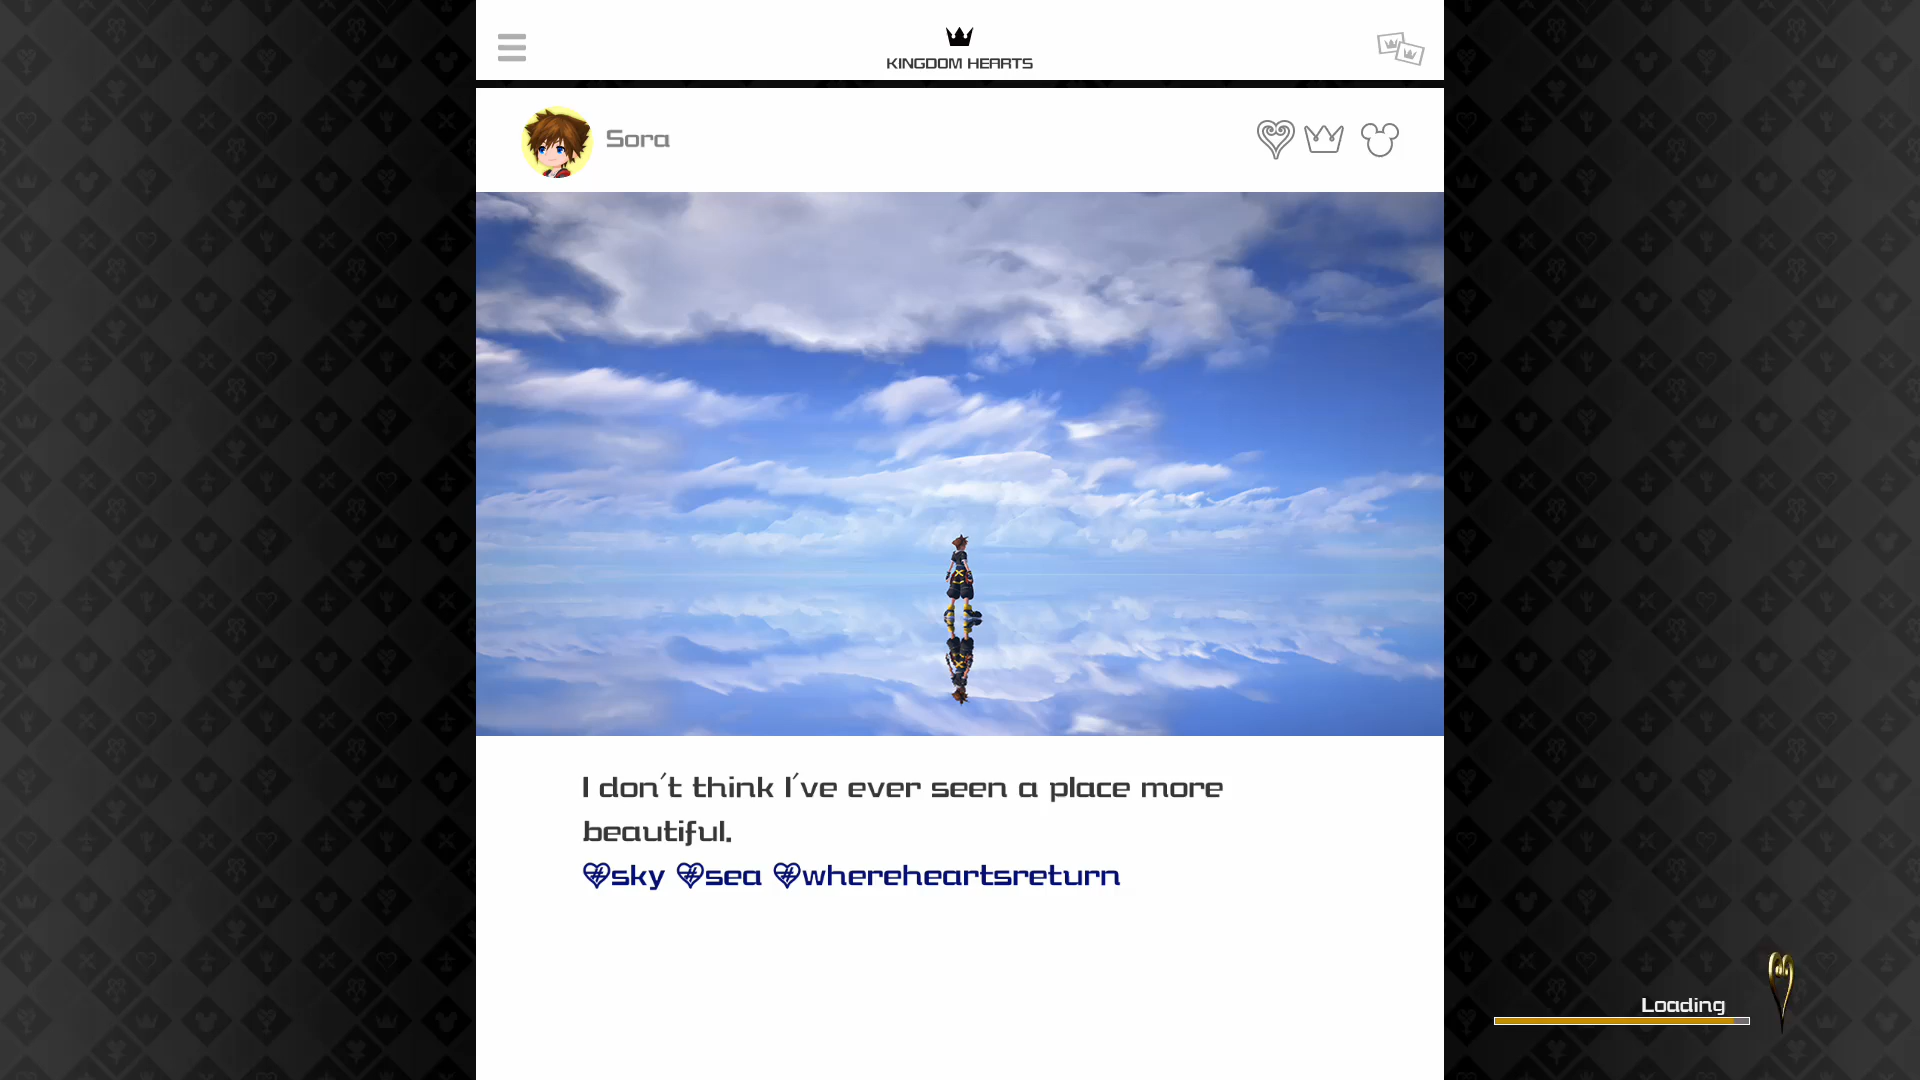 KINGDOM HEARTS
Sora
I don't think I've ever seen a place more
beautiful.
#sky #sea #whereheartsreturn
Loading